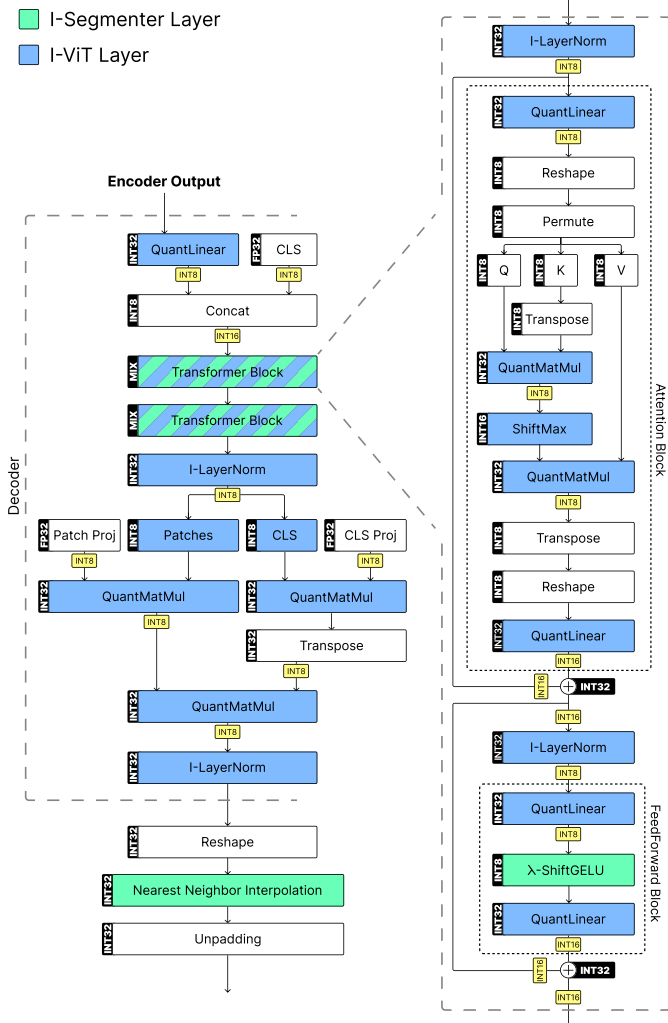 I-Segmenter Layer
I-ViT Layer
Encoder Output
Decoder
INT32 QuantLinear
FP32 CLS
INT8
INT8
INT8 Concat
INT16
MIX Transformer Block
MIX Transformer Block
INT32 I-LayerNorm
INT8
FP32 Patch Proj
INT8 Patches
INT8 CLS
FP32 CLS Proj
INT8
INT8
INT32 QuantMatMul
INT32 QuantMatMul
INT8
INT32 Transpose
INT8
INT32 QuantMatMul
INT8
INT32 I-LayerNorm
INT32 Reshape
INT32 Nearest Neighbor Interpolation
INT32 Unpadding
INT32 I-LayerNorm
INT8
Attention Block
INT32 QuantLinear
INT8
INT8 Reshape
INT8 Permute
INT8 Q
INT8 K
INT8 V
INT8 Transpose
INT32 QuantMatMul
INT8
INT16 ShiftMax
INT32 QuantMatMul
INT8
INT8 Transpose
INT8 Reshape
INT32 QuantLinear
INT16
INT16
INT32
INT16
INT32 I-LayerNorm
INT8
FeedForward Block
INT32 QuantLinear
INT8
INT8 λ-ShiftGELU
INT32 QuantLinear
INT16
INT16
INT32
INT16